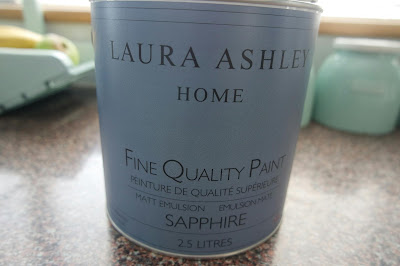 LAURA ASHLEY
HOME
FINE QUALITY PAINT
PEINTURE DE QUALITÉ SUPÉRIEURE
MATT EMULSION EMULSION MATE
SAPPHIRE
2.5 LITRES